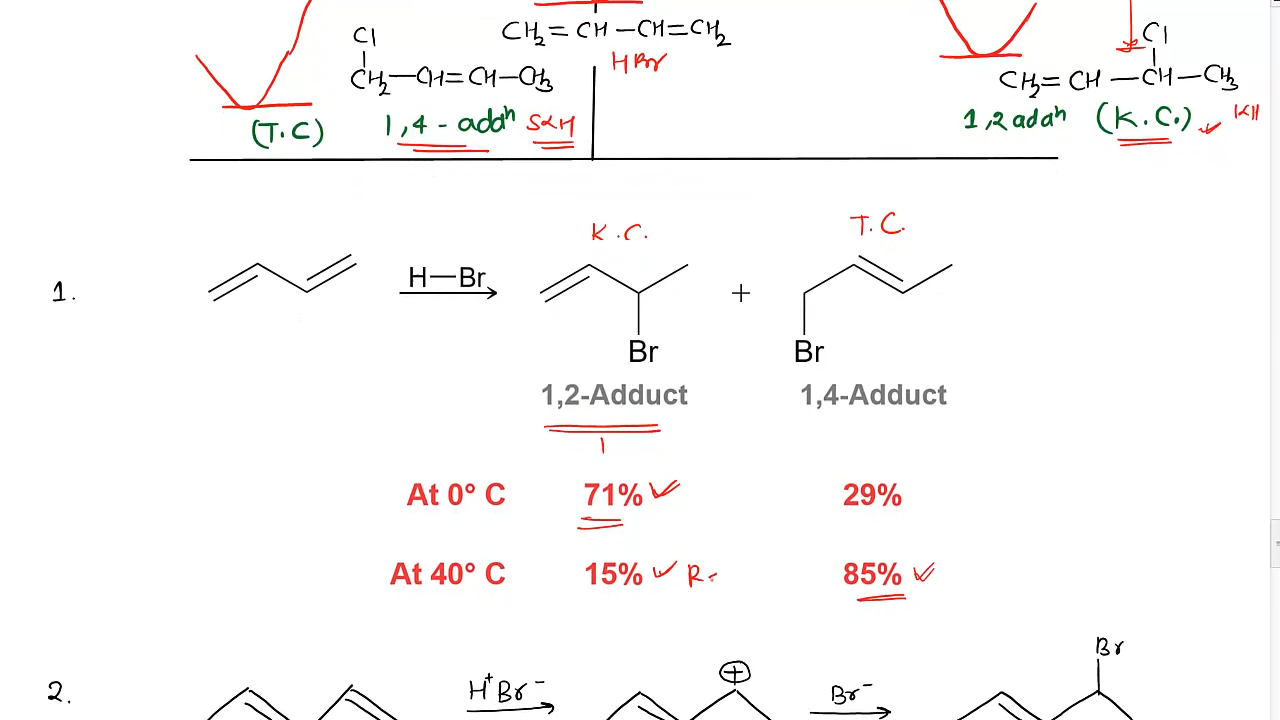 Cl
CH2=CH–CH=CH2
HBr
Cl
CH2–CH=CH–CH3
CH2=CH–CH–CH3
(T.C)
1,4-addⁿ
1,2 addⁿ
(K.C.)
K.C.
T.C.
1.
H–Br
+
Br
Br
1,2-Adduct
1,4-Adduct
1
At 0° C
71%
29%
At 40° C
15%
R
85%
2.
H⁺Br⁻
+
Br⁻
Br